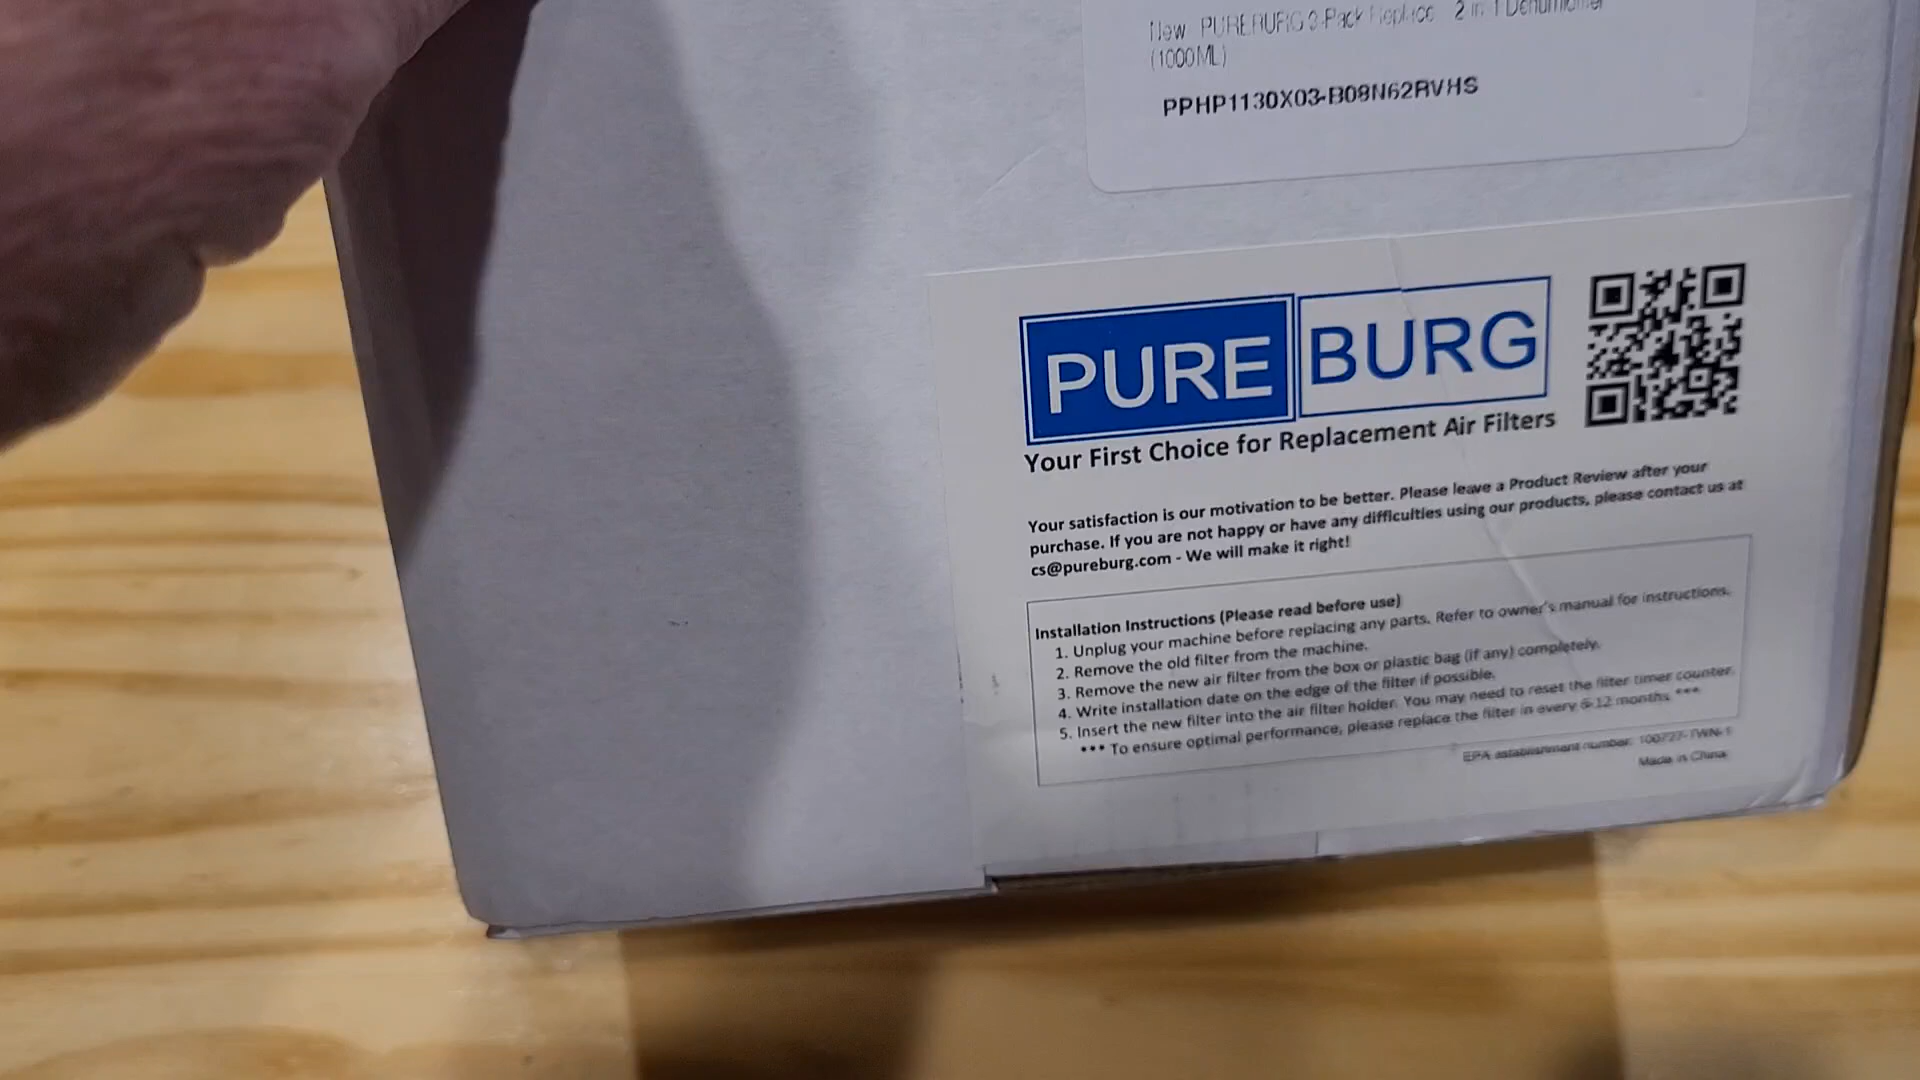 New PUREBURG 3-Pack 2 in 1 Dehumidifier
(1000ML)
PPHP1130X03-B08N62RVHS
PURE BURG
Your First Choice for Replacement Air Filters
Your satisfaction is our motivation to be better. Please leave a Product Review after your
purchase. If you are not happy or have any difficulties using our products, please contact us at
cs@pureburg.com - We will make it right!
Installation Instructions (Please read before use)
1. Unplug your machine before replacing any parts. Refer to owner's manual for instructions.
2. Remove the old filter from the machine.
3. Remove the new air filter from the box or plastic bag (if any) completely.
4. Write installation date on the edge of the filter if possible.
5. Insert the new filter into the air filter holder. You may need to reset the filter timer counter.
*** To ensure optimal performance, please replace the filter in every 6-12 months ***
EPA establishment number: 100727-TWN-1
Made in China